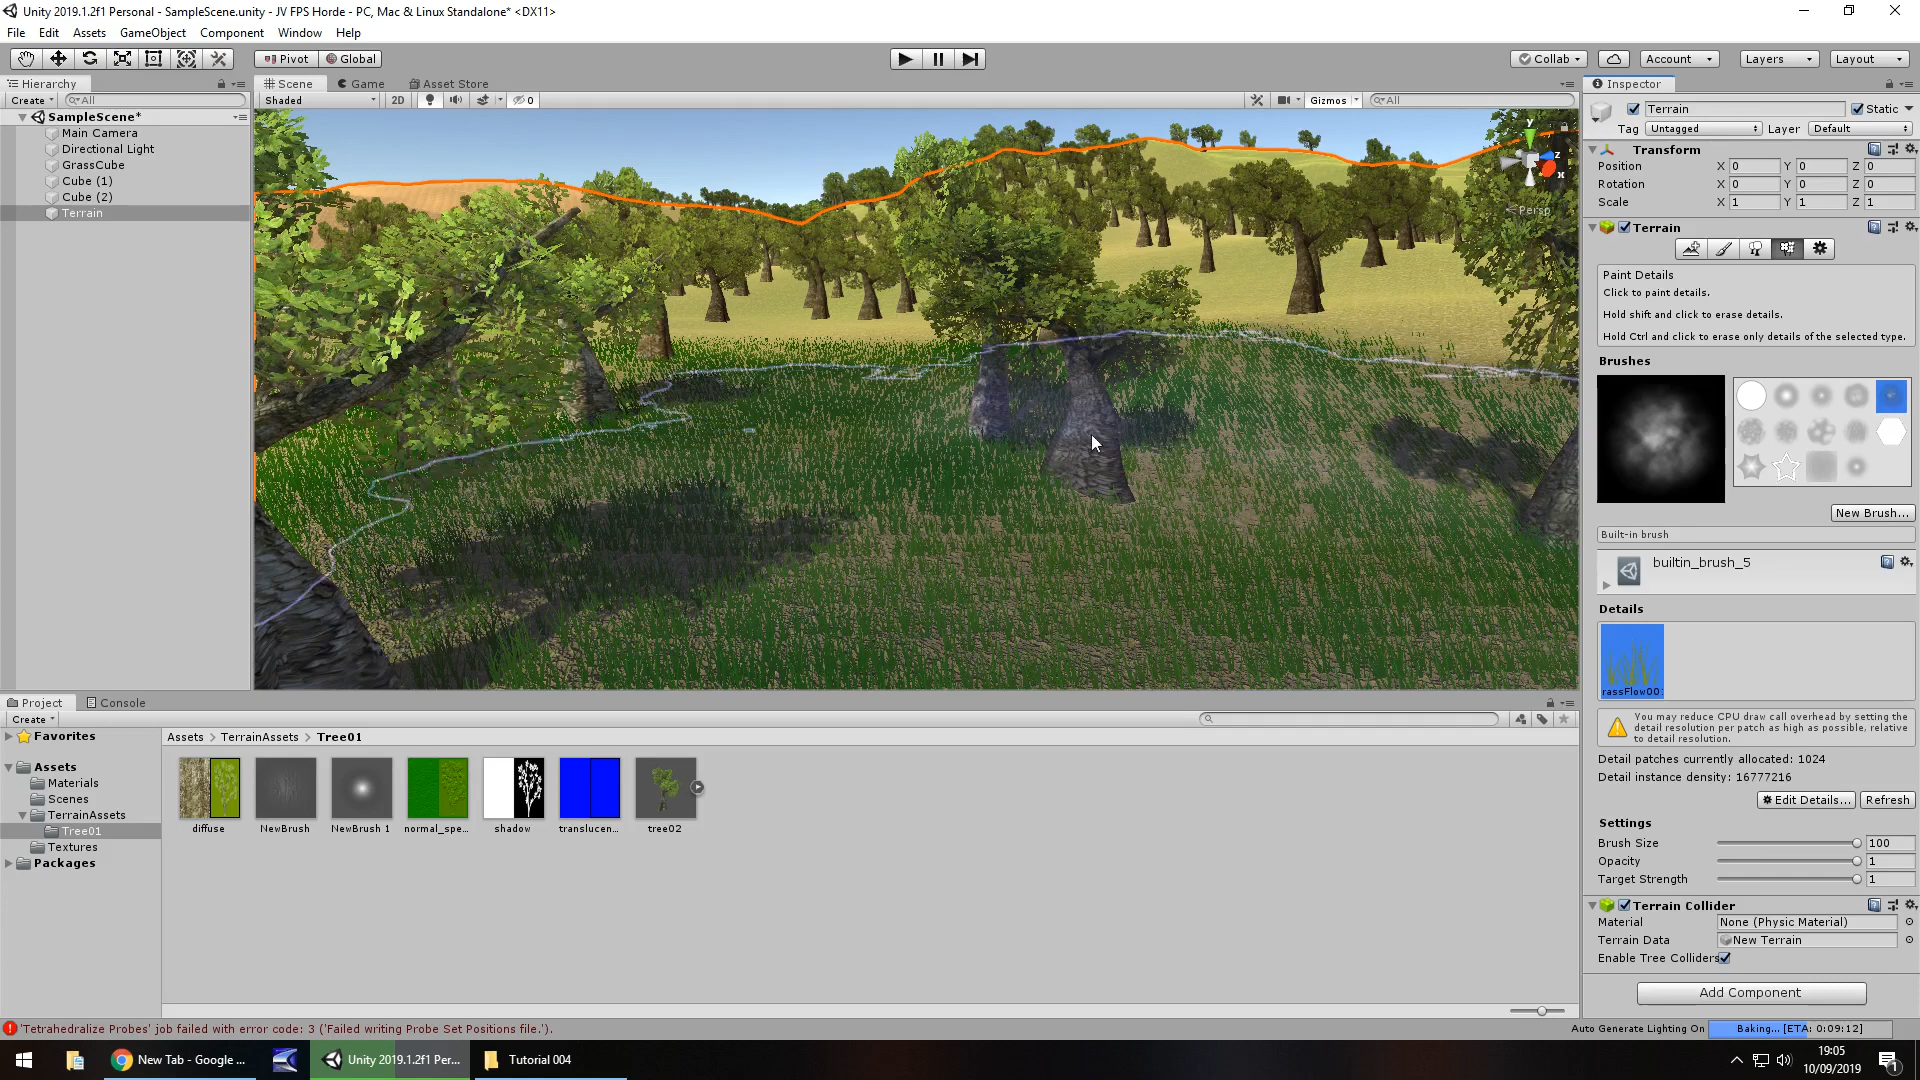 Unity 2019.1.2f1 Personal - SampleScene.unity - JV FPS Horde - PC, Mac & Linux Standalone* <DX11>
File Edit Assets GameObject Component Window Help
Pivot Global Collab Account Layers Layout
Hierarchy Scene Game Asset Store Inspector
Create All Shaded 2D 0 Gizmos All
SampleScene*
Main Camera
Directional Light
GrassCube
Cube (1)
Cube (2)
Terrain
y
z
x
Persp
Terrain Static
Tag Untagged Layer Default
Transform
Position X 0 Y 0 Z 0
Rotation X 0 Y 0 Z 0
Scale X 1 Y 1 Z 1
Terrain
Paint Details
Click to paint details.
Hold shift and click to erase details.
Hold Ctrl and click to erase only details of the selected type.
Brushes
New Brush...
Built-in brush
builtin_brush_5
Details
rassFlow00:
You may reduce CPU draw call overhead by setting the
detail resolution per patch as high as possible, relative
to detail resolution.
Detail patches currently allocated: 1024
Detail instance density: 16777216
Edit Details... Refresh
Settings
Brush Size 100
Opacity 1
Target Strength 1
Terrain Collider
Material None (Physic Material)
Terrain Data New Terrain
Enable Tree Colliders
Add Component
Project Console
Create
Favorites
Assets
Materials
Scenes
TerrainAssets
Tree01
Textures
Packages
Assets > TerrainAssets > Tree01
diffuse NewBrush NewBrush 1 normal_spe... shadow translucen... tree02
'Tetrahedralize Probes' job failed with error code: 3 ('Failed writing Probe Set Positions file.').
Auto Generate Lighting On Baking... [ETA: 0:09:12]
New Tab - Google ... Unity 2019.1.2f1 Per... Tutorial 004
19:05
10/09/2019
1